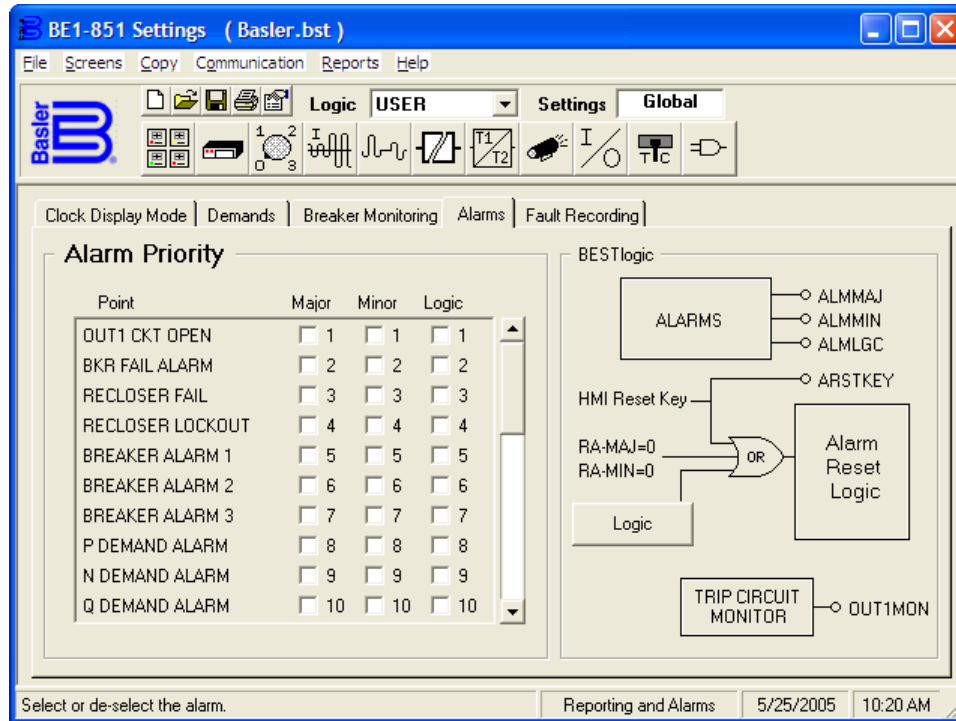 BE1-851 Settings ( Basler.bst )
File Screens Copy Communication Reports Help
Basler
Logic USER Settings Global
1 2 0 3
I
T1 T2
I O
T C
Clock Display Mode Demands Breaker Monitoring Alarms Fault Recording
Alarm Priority
Point Major Minor Logic
OUT1 CKT OPEN 1 1 1
BKR FAIL ALARM 2 2 2
RECLOSER FAIL 3 3 3
RECLOSER LOCKOUT 4 4 4
BREAKER ALARM 1 5 5 5
BREAKER ALARM 2 6 6 6
BREAKER ALARM 3 7 7 7
P DEMAND ALARM 8 8 8
N DEMAND ALARM 9 9 9
Q DEMAND ALARM 10 10 10
BESTlogic
ALARMS
ALMMAJ
ALMMIN
ALMLGC
ARSTKEY
HMI Reset Key
RA-MAJ=0
RA-MIN=0
OR
Alarm
Reset
Logic
Logic
TRIP CIRCUIT
MONITOR
OUT1MON
Select or de-select the alarm. Reporting and Alarms 5/25/2005 10:20 AM